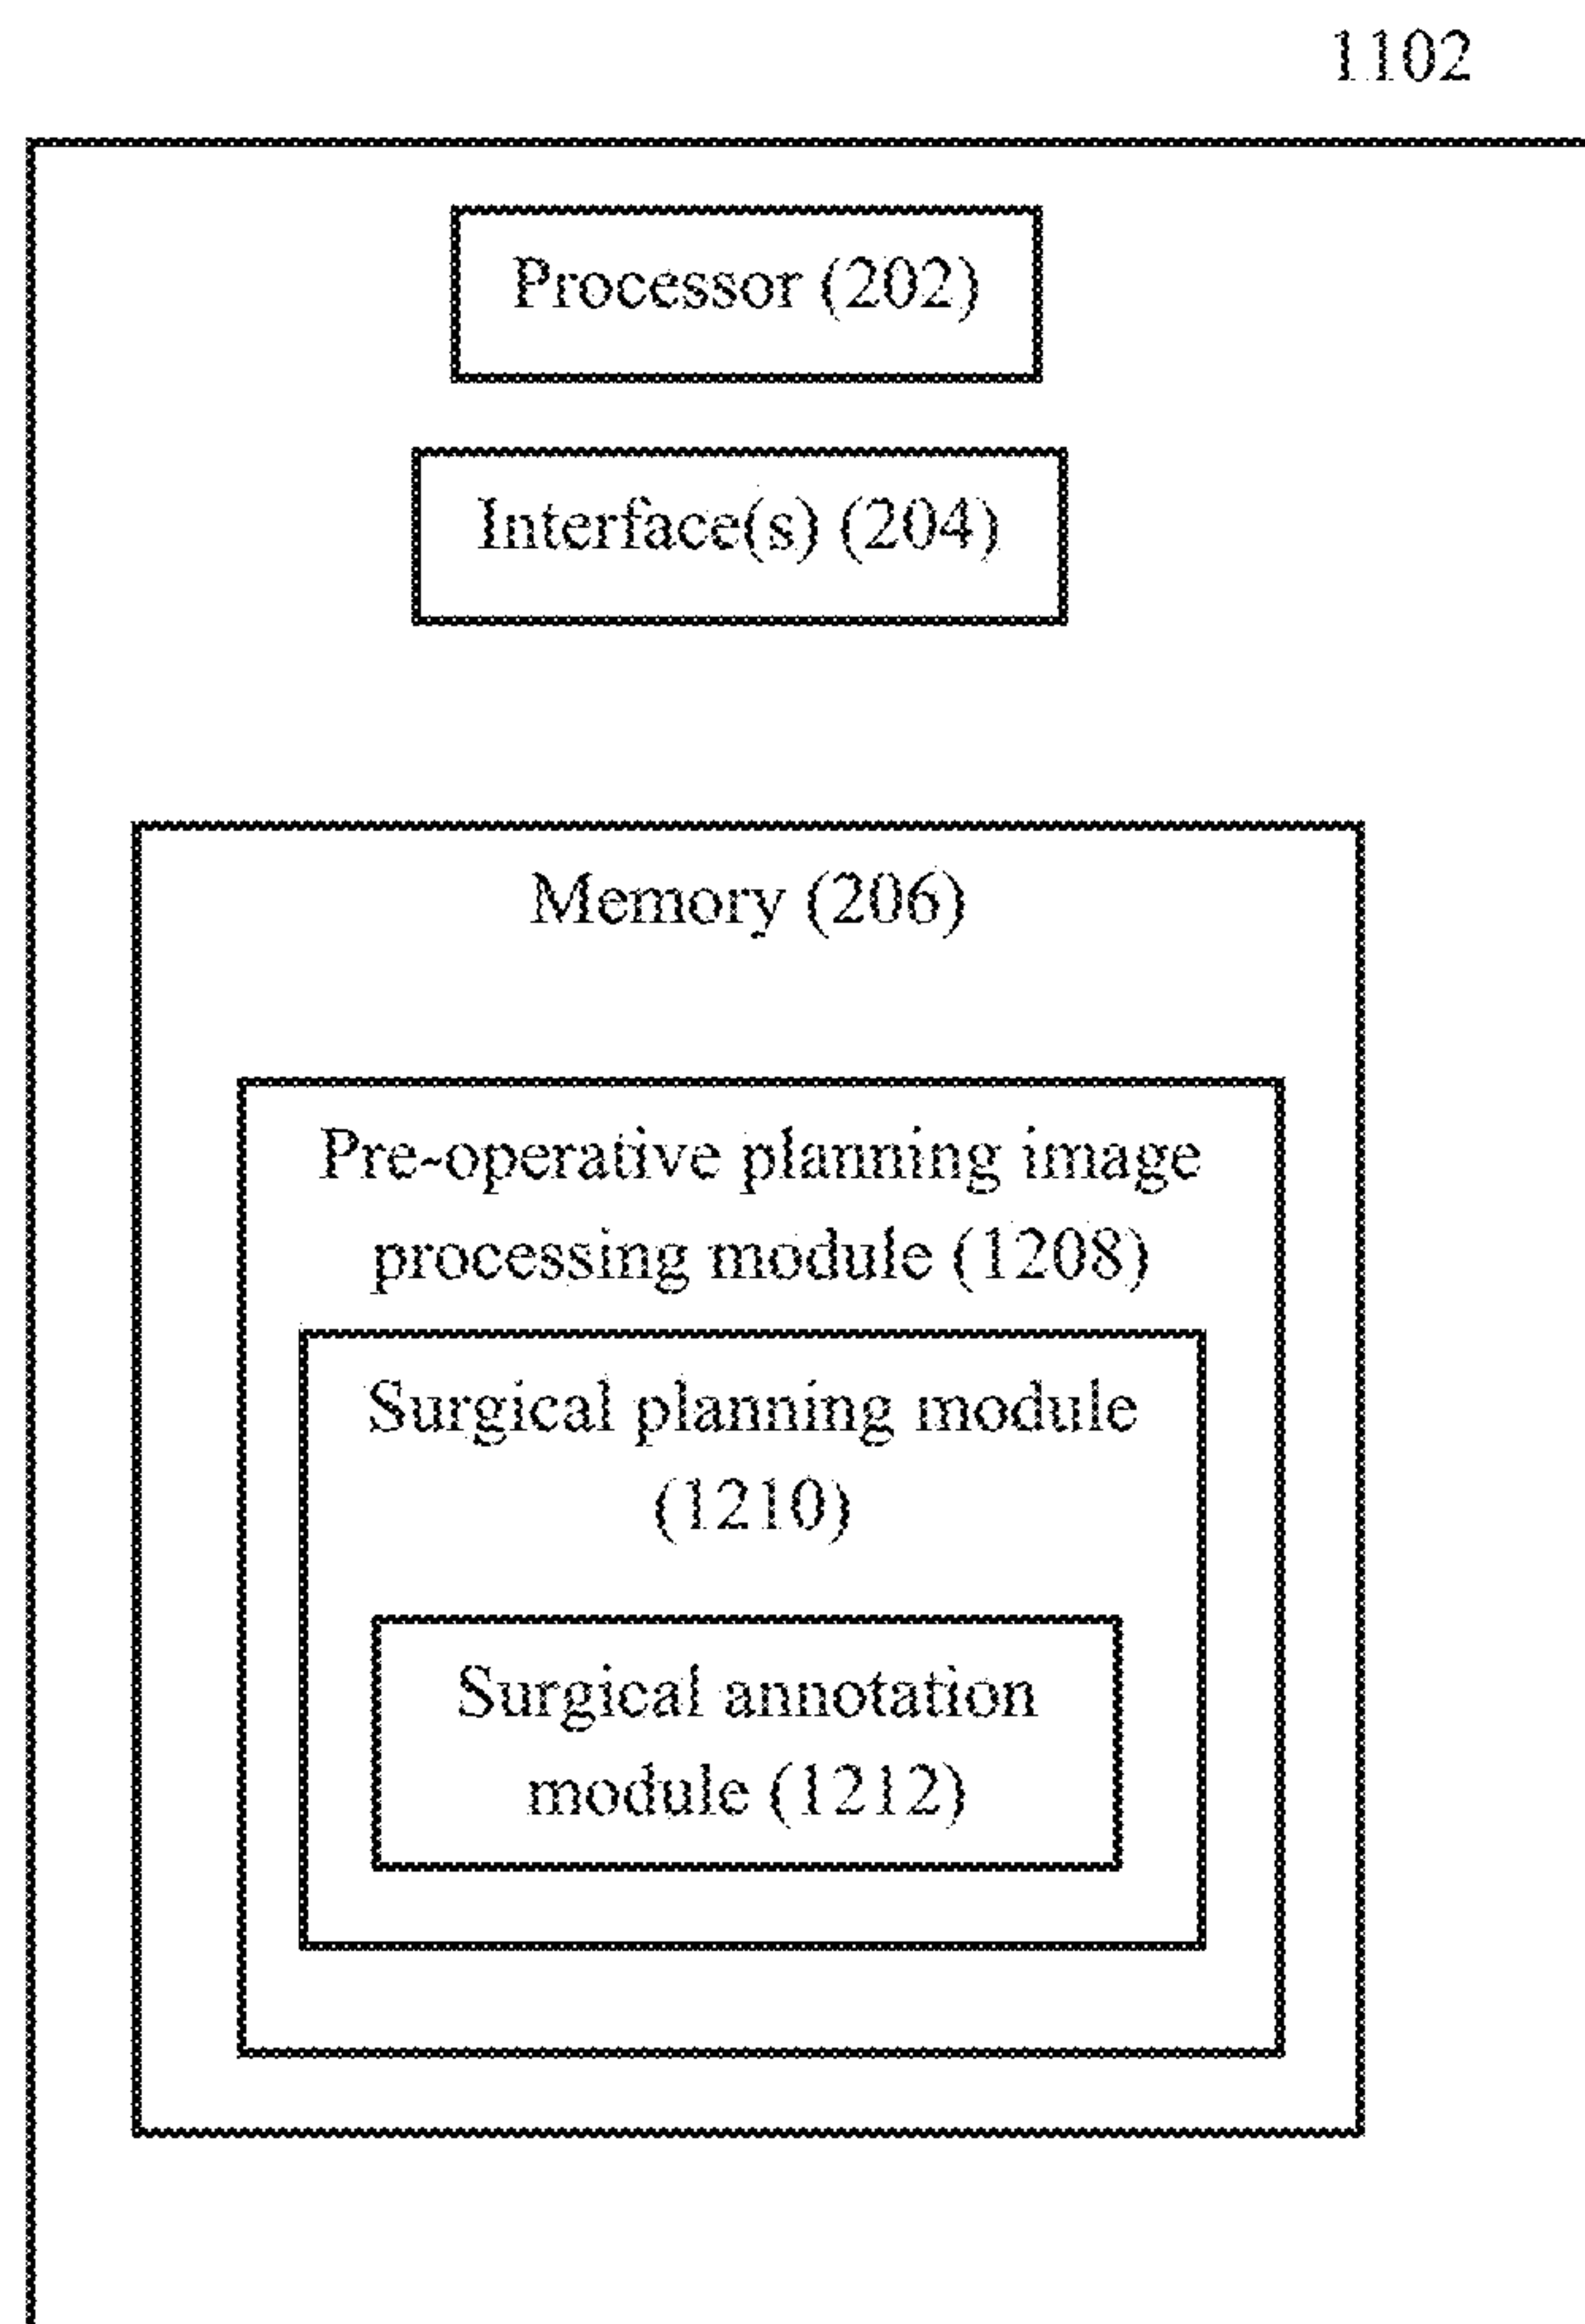 1102
Processor (202)
Interface(s) (204)
Memory (206)
Pre-operative planning image
processing module (1208)
Surgical planning module
(1210)
Surgical annotation
module (1212)